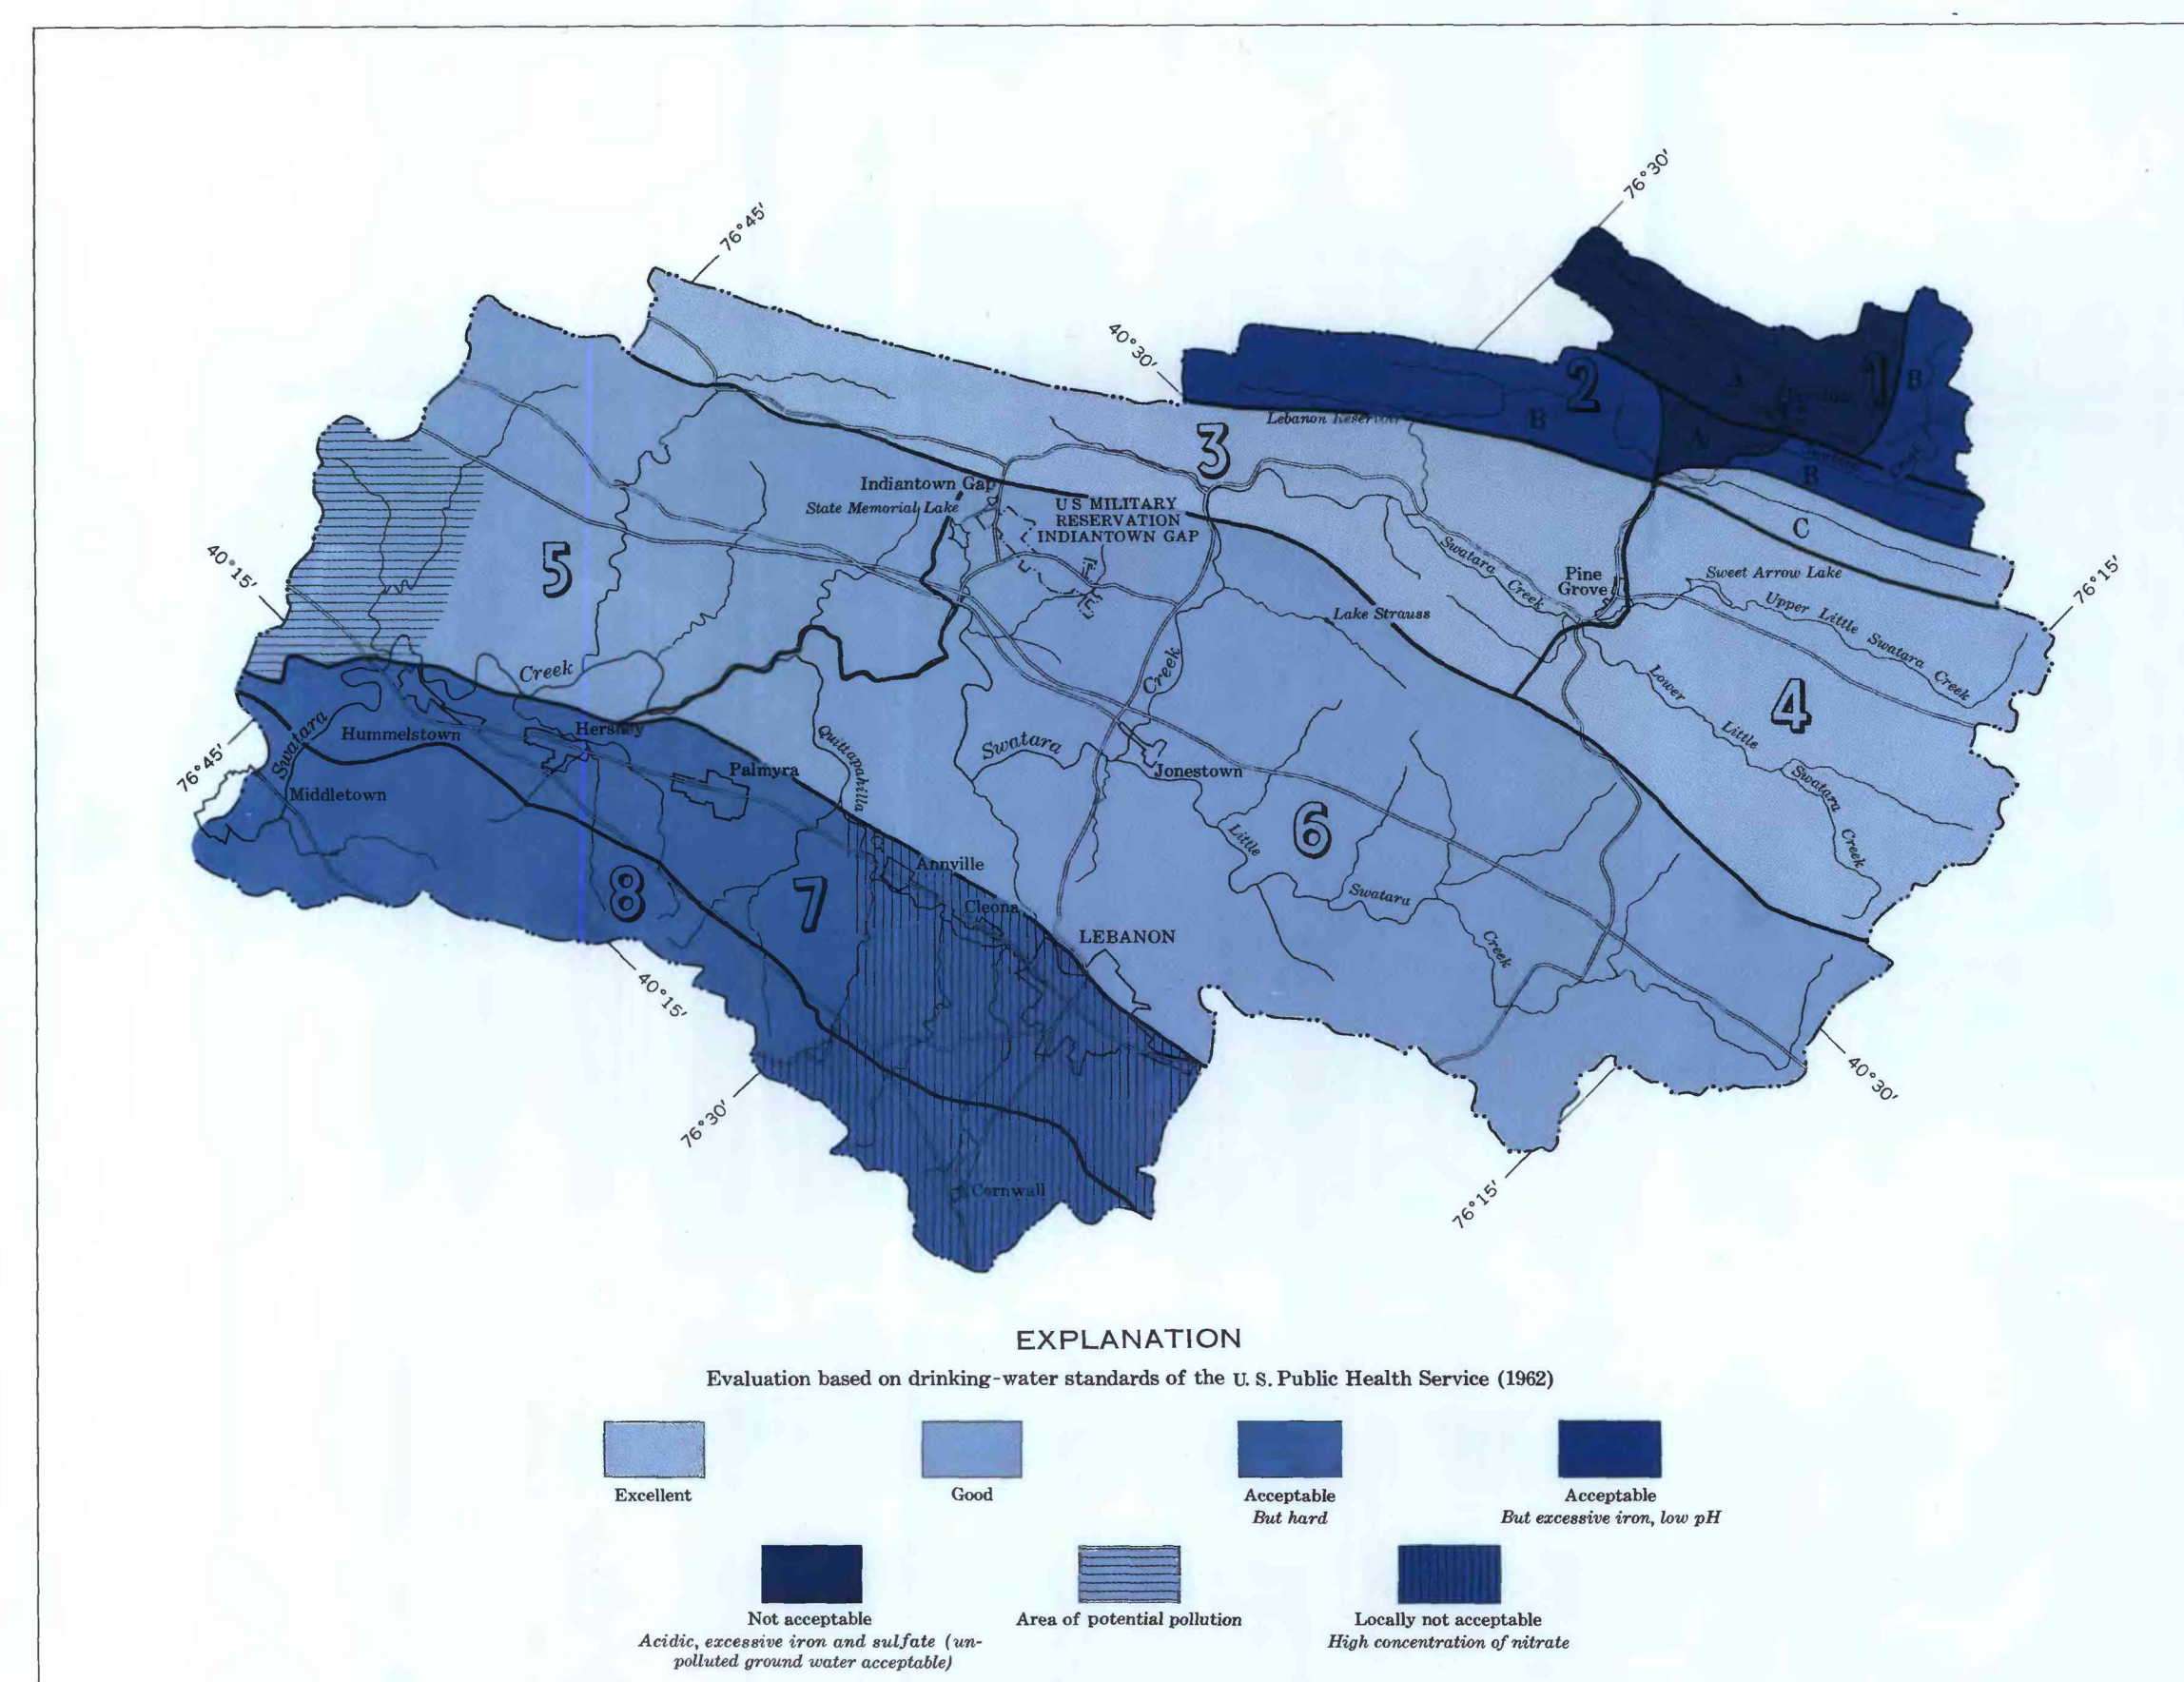 76°30'
76°45'
40°30'
1
2
A
B
B
Lebanon Reservoir
A
3
B
Indiantown Gap
State Memorial Lake
U S MILITARY
RESERVATION
INDIANTOWN GAP
C
Swatara Creek
Pine
Grove
Sweet Arrow Lake
Upper Little Swatara Creek
40°15'
5
76°15'
Lake Strauss
Creek
Creek
Lower Little Swatara Creek
4
Swatara
Hummelstown
Hershey
Quittapahilla
Swatara
76°45'
Palmyra
Jonestown
Middletown
6
Little Swatara Creek
Annville
8
7
Cleona
LEBANON
40°15'
40°30'
76°30'
Cornwall
76°15'
EXPLANATION
Evaluation based on drinking-water standards of the U. S. Public Health Service (1962)
Excellent
Good
Acceptable
But hard
Acceptable
But excessive iron, low pH
Not acceptable
Acidic, excessive iron and sulfate (un-
polluted ground water acceptable)
Area of potential pollution
Locally not acceptable
High concentration of nitrate